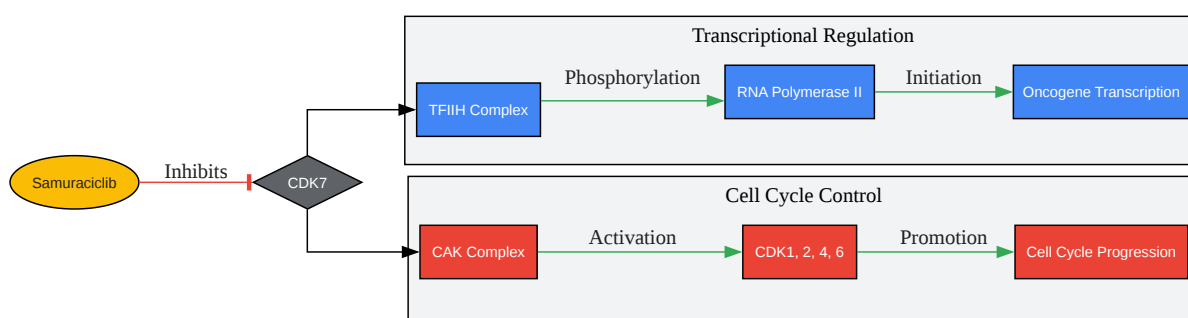 Transcriptional Regulation
Phosphorylation
Initiation
TFIIH Complex
RNA Polymerase II
Oncogene Transcription
Samuraciclib
Inhibits
CDK7
Cell Cycle Control
Activation
Promotion
CAK Complex
CDK1, 2, 4, 6
Cell Cycle Progression